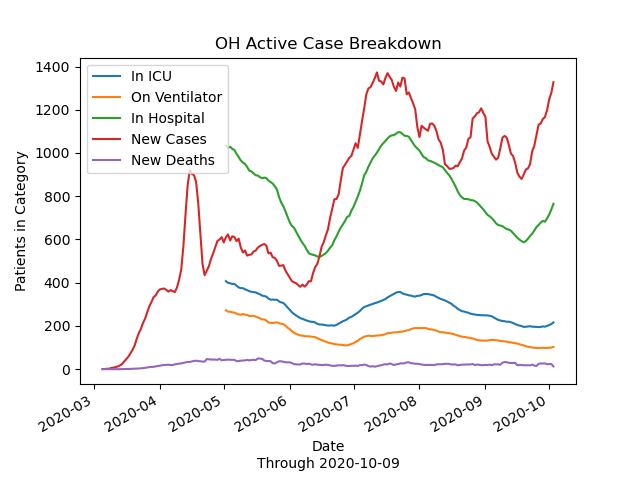 OH Active Case Breakdown
In ICU
On Ventilator
In Hospital
New Cases
New Deaths
Patients in Category
1400
1200
1000
800
600
400
200
0
2020-03
2020-04
2020-05
2020-06
2020-07
2020-08
2020-09
2020-10
Date
Through 2020-10-09